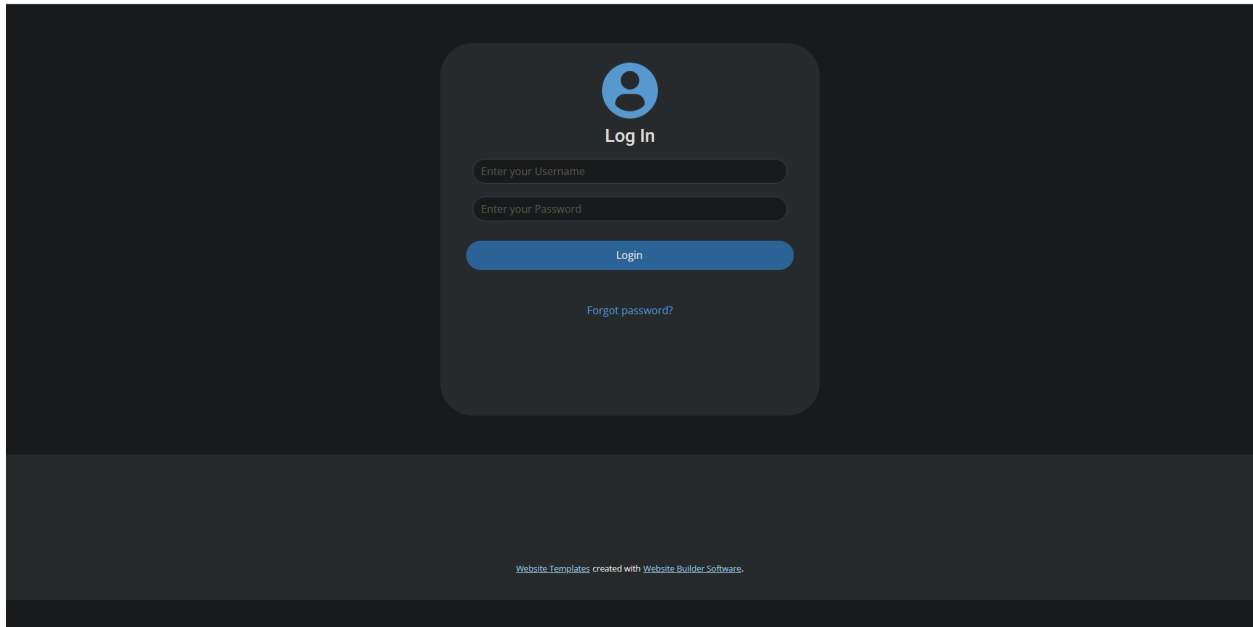 Log In
Enter your Username
Enter your Password
Login
Forgot password?
Website Templates created with Website Builder Software.